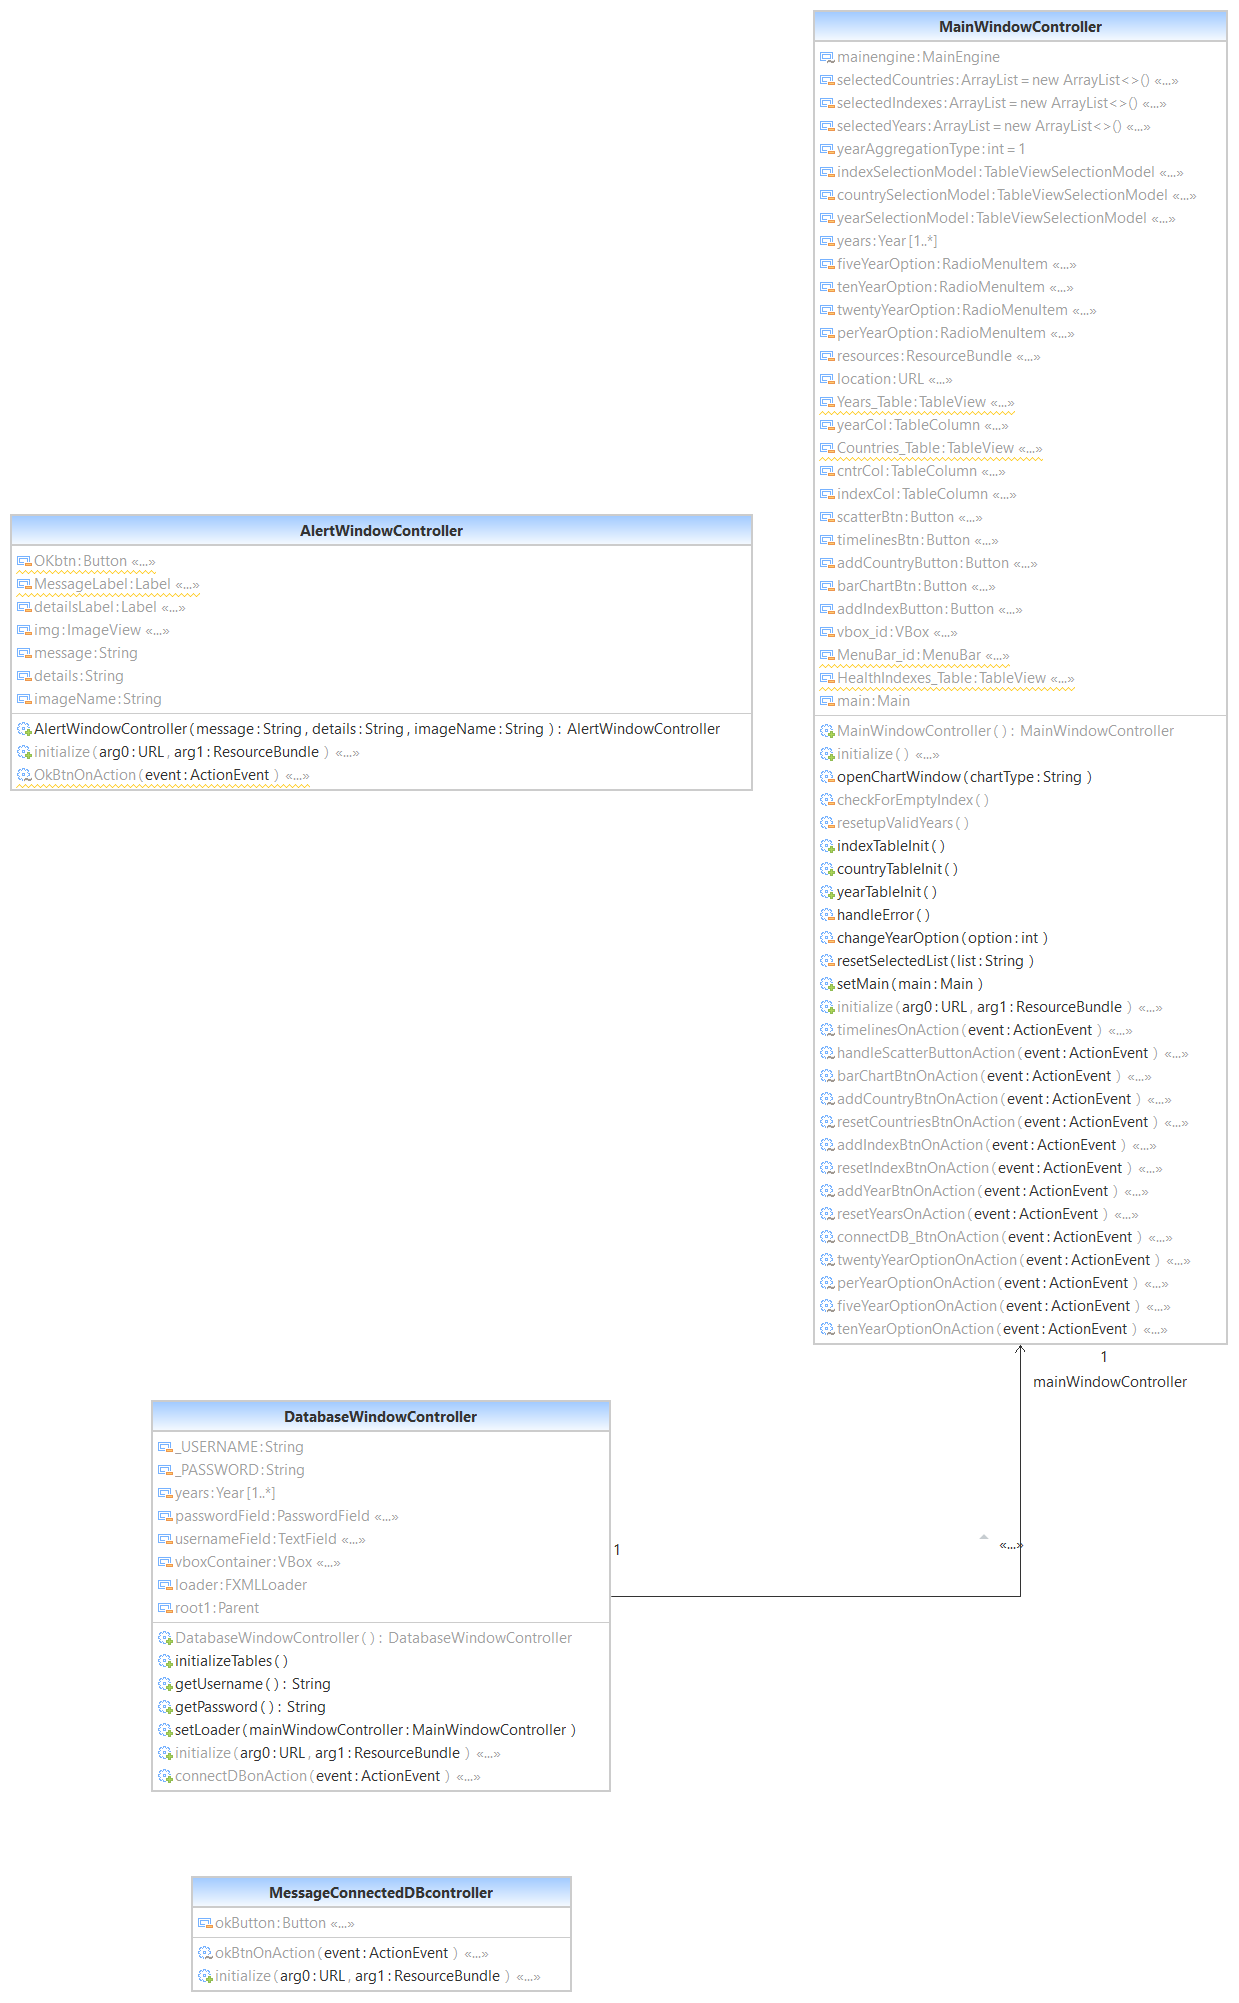 MainWindowController
mainengine:MainEngine
selectedCountries:ArrayList = new ArrayList<>() «...»
selectedIndexes:ArrayList = new ArrayList<>() «...»
selectedYears:ArrayList = new ArrayList<>() «...»
yearAggregationType:int = 1
indexSelectionModel:TableViewSelectionModel «...»
countrySelectionModel:TableViewSelectionModel «...»
yearSelectionModel:TableViewSelectionModel «...»
years:Year [1..*]
fiveYearOption:RadioMenuItem «...»
tenYearOption:RadioMenuItem «...»
twentyYearOption:RadioMenuItem «...»
perYearOption:RadioMenuItem «...»
resources:ResourceBundle «...»
location:URL «...»
Years_Table:TableView «...»
yearCol:TableColumn «...»
Countries_Table:TableView «...»
cntrCol:TableColumn «...»
indexCol:TableColumn «...»
scatterBtn:Button «...»
timelinesBtn:Button «...»
addCountryButton:Button «...»
barChartBtn:Button «...»
addIndexButton:Button «...»
vbox_id:VBox «...»
MenuBar_id:MenuBar «...»
HealthIndexes_Table:TableView «...»
main:Main
MainWindowController( ): MainWindowController
initialize( ) «...»
openChartWindow(chartType:String )
checkForEmptyIndex( )
resetupValidYears( )
indexTableInit( )
countryTableInit( )
yearTableInit( )
handleError( )
changeYearOption(option:int )
resetSelectedList(list:String )
setMain(main:Main )
initialize(arg0:URL, arg1:ResourceBundle ) «...»
timelinesOnAction(event:ActionEvent ) «...»
handleScatterButtonAction(event:ActionEvent ) «...»
barChartBtnOnAction(event:ActionEvent ) «...»
addCountryBtnOnAction(event:ActionEvent ) «...»
resetCountriesBtnOnAction(event:ActionEvent ) «...»
addIndexBtnOnAction(event:ActionEvent ) «...»
resetIndexBtnOnAction(event:ActionEvent ) «...»
addYearBtnOnAction(event:ActionEvent ) «...»
resetYearsOnAction(event:ActionEvent ) «...»
connectDB_BtnOnAction(event:ActionEvent ) «...»
twentyYearOptionOnAction(event:ActionEvent ) «...»
perYearOptionOnAction(event:ActionEvent ) «...»
fiveYearOptionOnAction(event:ActionEvent ) «...»
tenYearOptionOnAction(event:ActionEvent ) «...»
AlertWindowController
OKbtn:Button «...»
MessageLabel:Label «...»
detailsLabel:Label «...»
img:ImageView «...»
message:String
details:String
imageName:String
AlertWindowController(message:String, details:String, imageName:String ): AlertWindowController
initialize(arg0:URL, arg1:ResourceBundle ) «...»
OkBtnOnAction(event:ActionEvent ) «...»
1
mainWindowController
DatabaseWindowController
_USERNAME:String
_PASSWORD:String
years:Year [1..*]
passwordField:PasswordField «...»
usernameField:TextField «...»
vboxContainer:VBox «...»
loader:FXMLLoader
root1:Parent
DatabaseWindowController( ): DatabaseWindowController
initializeTables( )
getUsername( ): String
getPassword( ): String
setLoader(mainWindowController:MainWindowController )
initialize(arg0:URL, arg1:ResourceBundle ) «...»
connectDBonAction(event:ActionEvent ) «...»
1
«...»
MessageConnectedDBcontroller
okButton:Button «...»
okBtnOnAction(event:ActionEvent ) «...»
initialize(arg0:URL, arg1:ResourceBundle ) «...»